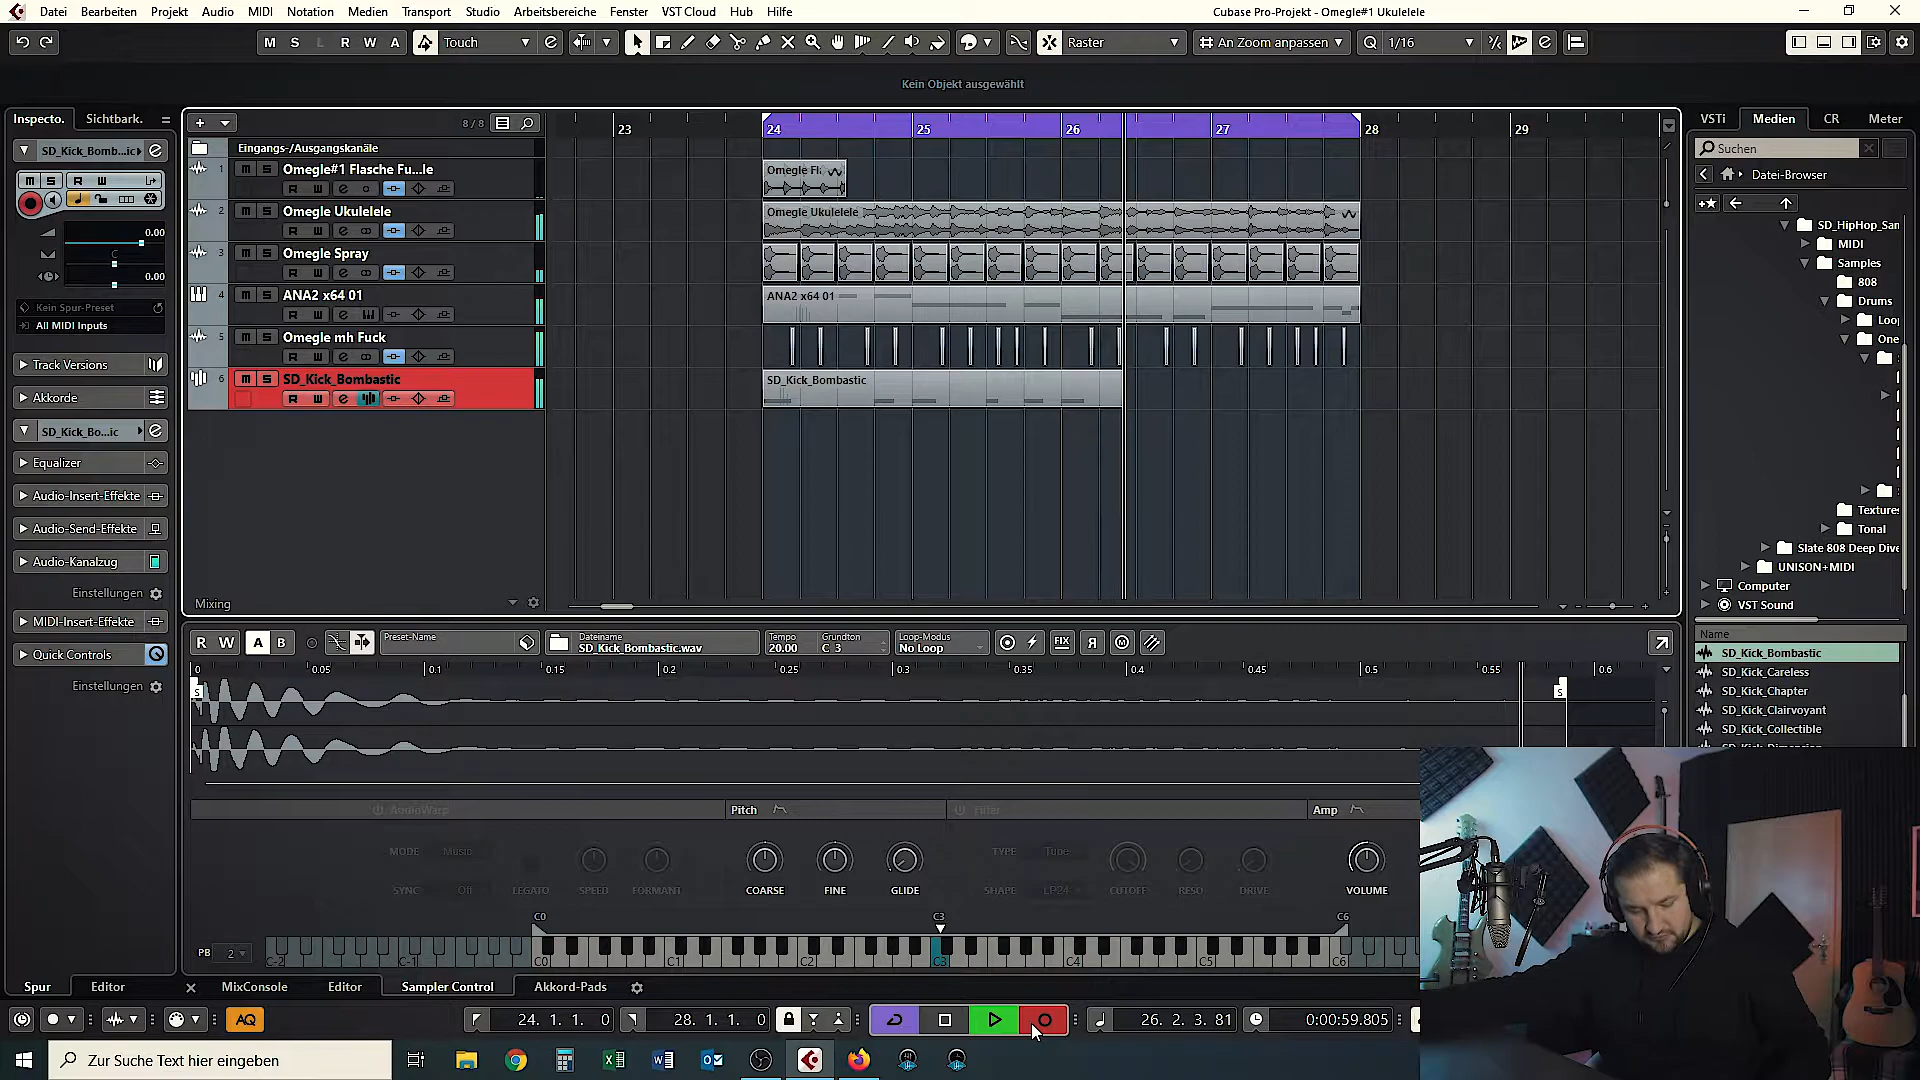 Datei Bearbeiten Projekt Audio MIDI Notation Medien Transport Studio Arbeitsbereiche Fenster VST Cloud Hub Hilfe Cubase Pro-Projekt - Omegle#1 Ukulelele
M S L R W A Touch Raster An Zoom anpassen Q 1/16
Kein Objekt ausgewählt
Inspecto. Sichtbark. 8/8 23 24 25 26 27 28 29 VSTi Medien CR Meter
SD_Kick_Bomb...ic Eingangs-/Ausgangskanäle Suchen
M S R W 1 M S Omegle#1 Flasche Fu...le Omegle Fl Datei-Browser
R W
2 M S Omegle Ukulelele Omegle Ukulelele
R W
SD_HipHop_San
0.00 3 M S Omegle Spray MIDI
C R W Samples
0.00 4 M S ANA2 x64 01 ANA2 x64 01 808
Kein Spur-Preset R W Drums
All MIDI Inputs Loop
5 M S Omegle mh Fuck One
Track Versions R W
6 M S SD_Kick_Bombastic SD_Kick_Bombastic
Akkorde R W
SD_Kick_Bo...ic
Equalizer
Audio-Insert-Effekte
Textures
Audio-Send-Effekte Tonal
Slate 808 Deep Dive
Audio-Kanalzug UNISON+MIDI
Einstellungen Computer
Mixing VST Sound
MIDI-Insert-Effekte Name
R W A B Preset-Name Dateiname SD_Kick_Bombastic.wav Tempo 20.00 Grundton C 3 Loop-Modus No Loop FIX
Quick Controls SD_Kick_Bombastic
0 0.05 0.1 0.15 0.2 0.25 0.3 0.35 0.4 0.45 0.5 0.55 0.6 SD_Kick_Careless
Einstellungen S S SD_Kick_Chapter
SD_Kick_Clairvoyant
SD_Kick_Collectible
AudioWarp Pitch Filter Amp
MODE Music TYPE Tube
SYNC Off LEGATO SPEED FORMANT COARSE FINE GLIDE SHAPE LP24 CUTOFF RESO DRIVE VOLUME
C0 C3 C6
PB 2 C-2 C-1 C0 C1 C2 C3 C4 C5 C6
Spur Editor MixConsole Editor Sampler Control Akkord-Pads
AQ 24. 1. 1. 0 28. 1. 1. 0 26. 2. 3. 81 0:00:59.805
Zur Suche Text hier eingeben